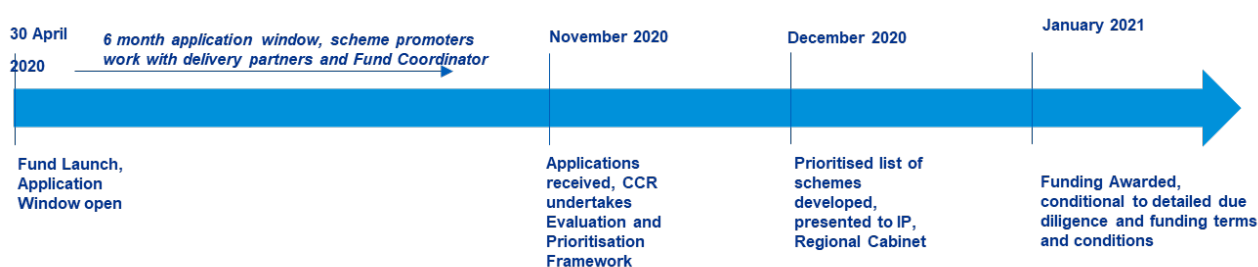 30 April
2020
6 month application window, scheme promoters
work with delivery partners and Fund Coordinator
November 2020
December 2020
January 2021
Fund Launch,
Application
Window open
Applications
received, CCR
undertakes
Evaluation and
Prioritisation
Framework
Prioritised list of
schemes
developed,
presented to IP,
Regional Cabinet
Funding Awarded,
conditional to detailed due
diligence and funding terms
and conditions